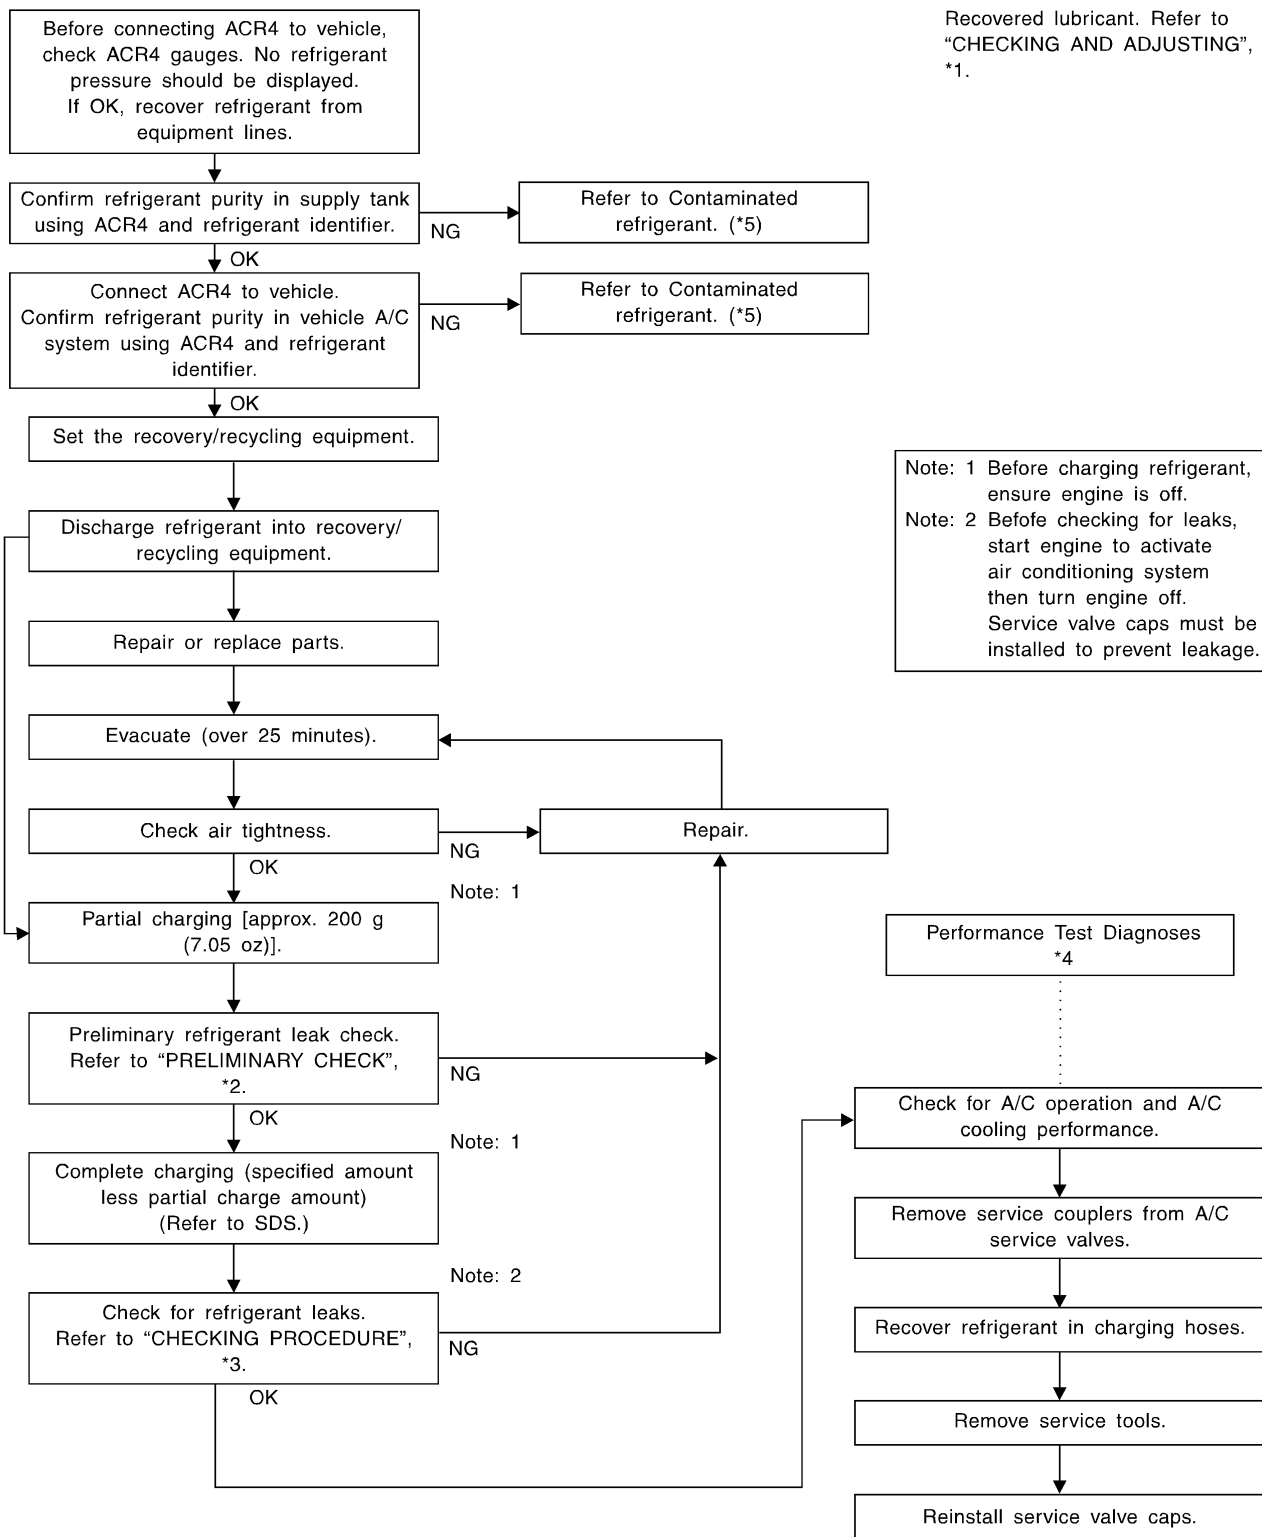 Before connecting ACR4 to vehicle,
check ACR4 gauges. No refrigerant
pressure should be displayed.
If OK, recover refrigerant from
equipment lines.
Recovered lubricant. Refer to
“CHECKING AND ADJUSTING”,
*1.
Confirm refrigerant purity in supply tank
using ACR4 and refrigerant identifier.
NG
Refer to Contaminated
refrigerant. (*5)
OK
Connect ACR4 to vehicle.
Confirm refrigerant purity in vehicle A/C
system using ACR4 and refrigerant
identifier.
NG
Refer to Contaminated
refrigerant. (*5)
OK
Set the recovery/recycling equipment.
Note: 1 Before charging refrigerant,
ensure engine is off.
Note: 2 Befofe checking for leaks,
start engine to activate
air conditioning system
then turn engine off.
Service valve caps must be
installed to prevent leakage.
Discharge refrigerant into recovery/
recycling equipment.
Repair or replace parts.
Evacuate (over 25 minutes).
Check air tightness.
NG
Repair.
OK
Note: 1
Partial charging [approx. 200 g
(7.05 oz)].
Preliminary refrigerant leak check.
Refer to “PRELIMINARY CHECK”,
*2.
NG
OK
Note: 1
Complete charging (specified amount
less partial charge amount)
(Refer to SDS.)
Note: 2
Check for refrigerant leaks.
Refer to “CHECKING PROCEDURE”,
*3.
NG
OK
Performance Test Diagnoses
*4
Check for A/C operation and A/C
cooling performance.
Remove service couplers from A/C
service valves.
Recover refrigerant in charging hoses.
Remove service tools.
Reinstall service valve caps.